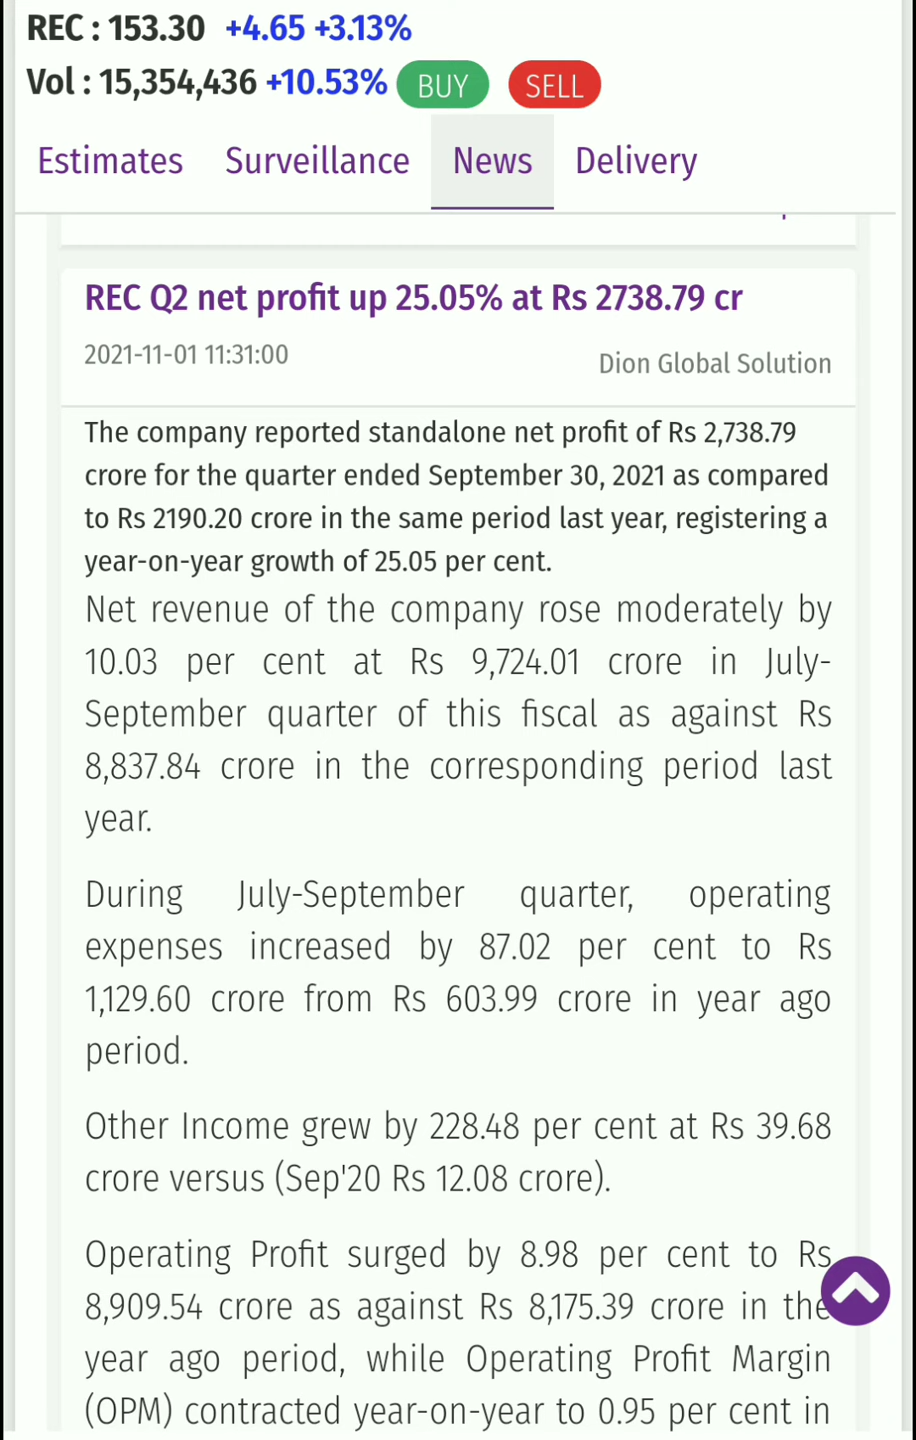 REC : 153.30 +4.65 +3.13%
Vol : 15,354,436 +10.53% BUY SELL
Estimates Surveillance News Delivery
REC Q2 net profit up 25.05% at Rs 2738.79 cr
2021-11-01 11:31:00
Dion Global Solution
The company reported standalone net profit of Rs 2,738.79
crore for the quarter ended September 30, 2021 as compared
to Rs 2190.20 crore in the same period last year, registering a
year-on-year growth of 25.05 per cent.
Net revenue of the company rose moderately by
10.03 per cent at Rs 9,724.01 crore in July-
September quarter of this fiscal as against Rs
8,837.84 crore in the corresponding period last
year.
During July-September quarter, operating
expenses increased by 87.02 per cent to Rs
1,129.60 crore from Rs 603.99 crore in year ago
period.
Other Income grew by 228.48 per cent at Rs 39.68
crore versus (Sep'20 Rs 12.08 crore).
Operating Profit surged by 8.98 per cent to Rs
8,909.54 crore as against Rs 8,175.39 crore in the
year ago period, while Operating Profit Margin
(OPM) contracted year-on-year to 0.95 per cent in